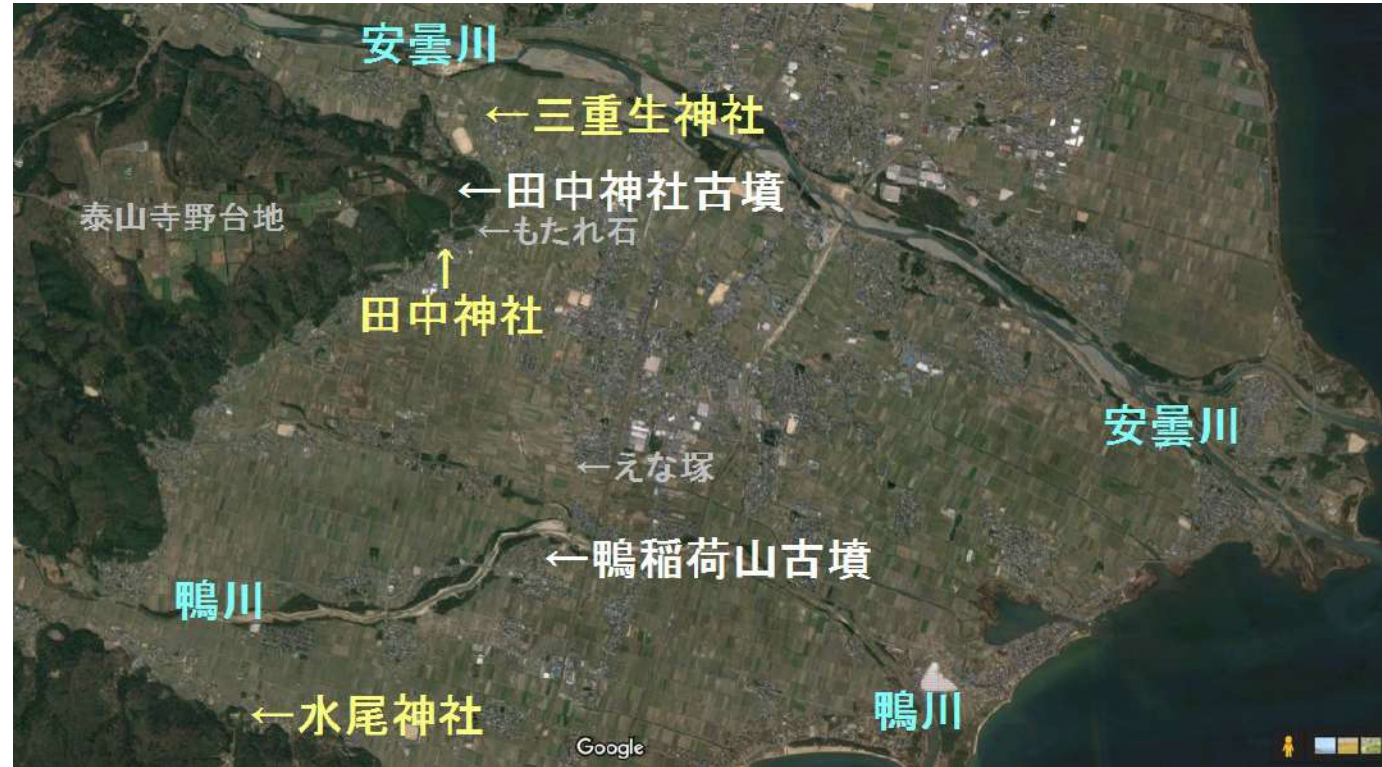 安曇川
←三重生神社
←田中神社古墳
泰山寺野台地
←もたれ石
↑
田中神社
安曇川
←えな塚
←鴨稲荷山古墳
鴨川
←水尾神社
鴨川
Google